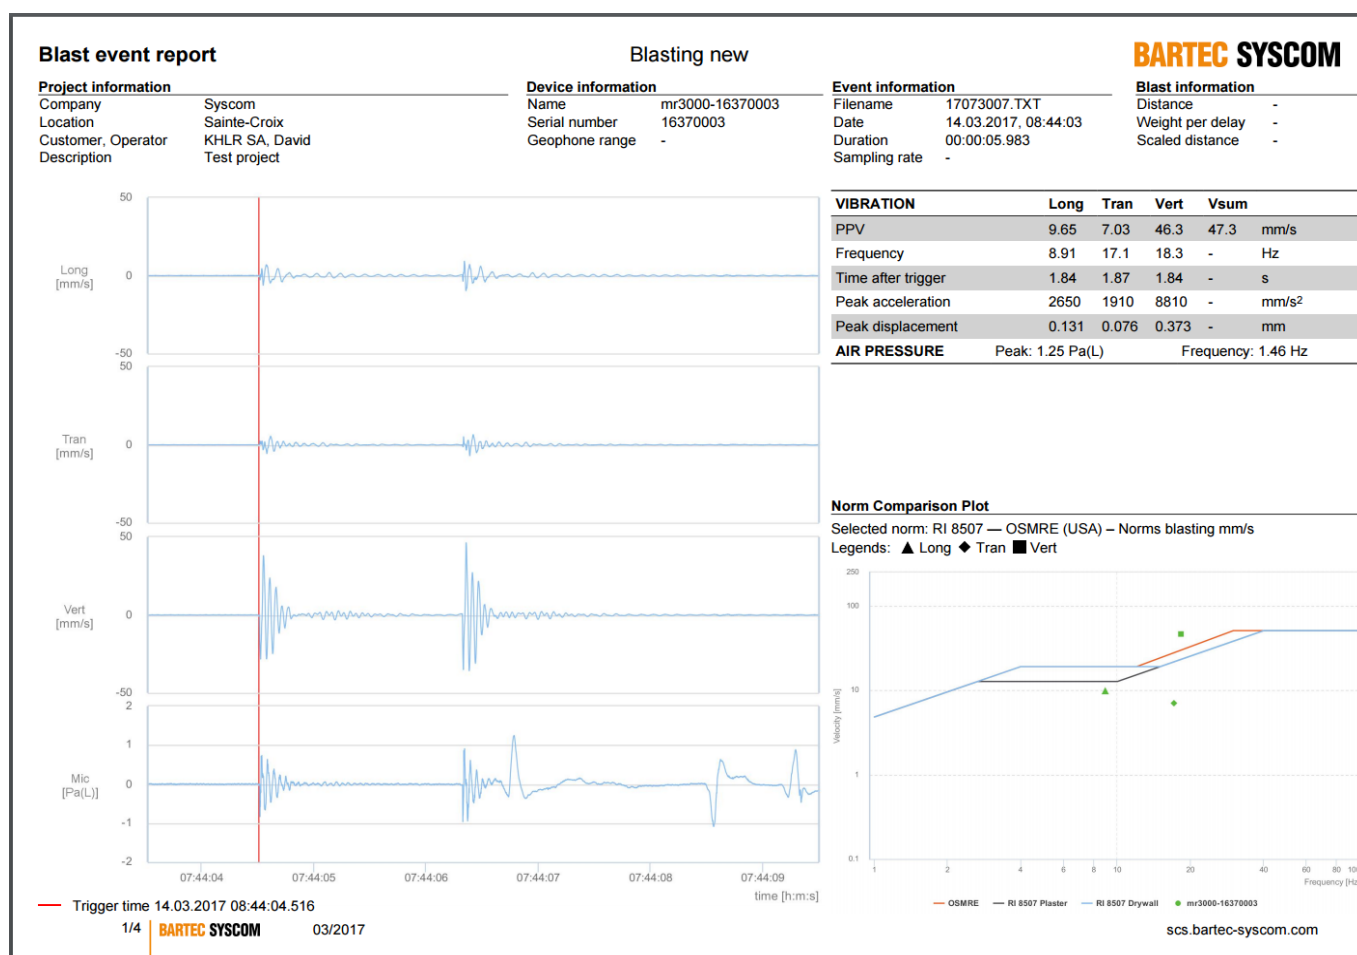 Blast event report
Blasting new
BARTEC SYSCOM
Project information
Company Syscom
Location Sainte-Croix
Customer, Operator KHLR SA, David
Description Test project
Device information
Name mr3000-16370003
Serial number 16370003
Geophone range -
Event information
Filename 17073007.TXT
Date 14.03.2017, 08:44:03
Duration 00:00:05.983
Sampling rate -
Blast information
Distance -
Weight per delay -
Scaled distance -
50
Long
[mm/s]
0
-50
50
Tran
[mm/s]
0
-50
50
Vert
[mm/s]
0
-50
2
1
Mic
[Pa(L)]
0
-1
-2
07:44:04 07:44:05 07:44:06 07:44:07 07:44:08 07:44:09
time [h:m:s]
Trigger time 14.03.2017 08:44:04.516
VIBRATION Long Tran Vert Vsum
PPV 9.65 7.03 46.3 47.3 mm/s
Frequency 8.91 17.1 18.3 - Hz
Time after trigger 1.84 1.87 1.84 - s
Peak acceleration 2650 1910 8810 - mm/s²
Peak displacement 0.131 0.076 0.373 - mm
AIR PRESSURE Peak: 1.25 Pa(L) Frequency: 1.46 Hz
Norm Comparison Plot
Selected norm: RI 8507 — OSMRE (USA) – Norms blasting mm/s
Legends: ▲ Long ◆ Tran ■ Vert
250
100
10
Velocity [mm/s]
1
0.1
1 2 4 6 8 10 20 40 60 80 100
Frequency [Hz
OSMRE RI 8507 Plaster RI 8507 Drywall mr3000-16370003
1/4 BARTEC SYSCOM 03/2017
scs.bartec-syscom.com